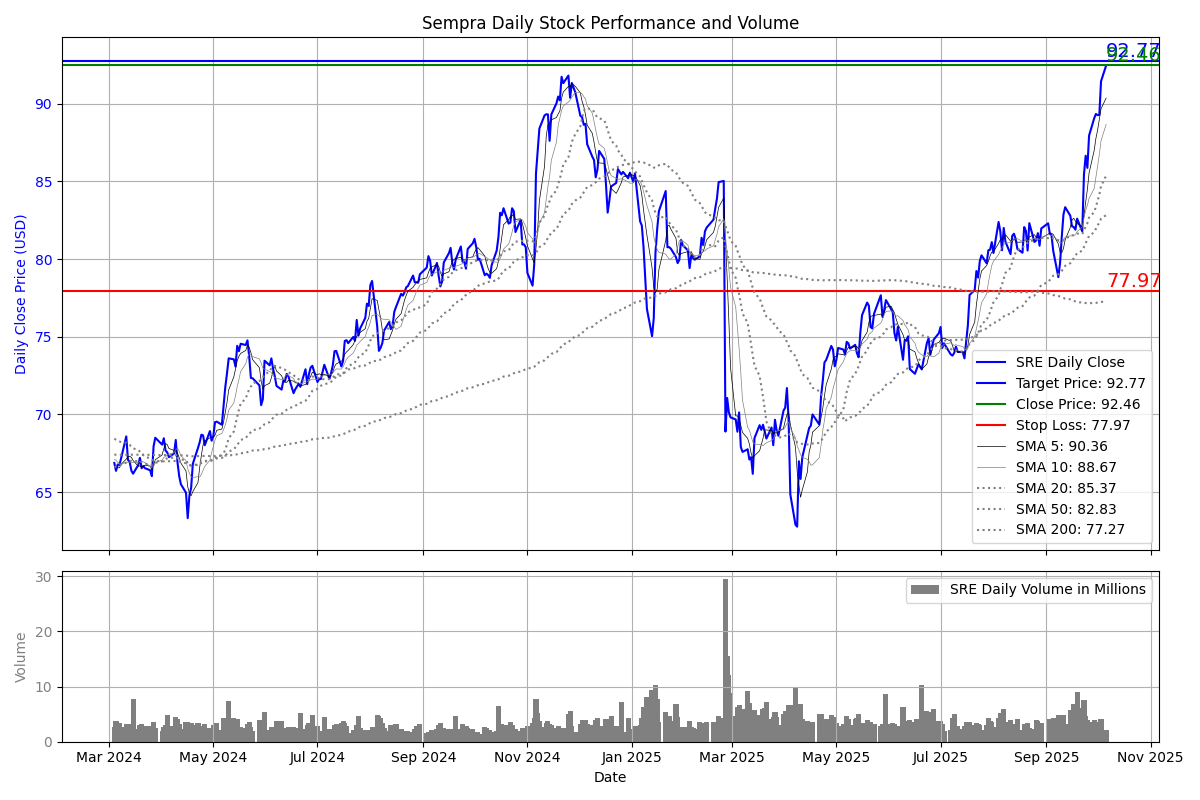 Sempra Daily Stock Performance and Volume
92.77
92.46
90
85
80
77.97
75
70
65
Daily Close Price (USD)
SRE Daily Close
Target Price: 92.77
Close Price: 92.46
Stop Loss: 77.97
SMA 5: 90.36
SMA 10: 88.67
SMA 20: 85.37
SMA 50: 82.83
SMA 200: 77.27
30
20
10
0
Volume
SRE Daily Volume in Millions
Mar 2024
May 2024
Jul 2024
Sep 2024
Nov 2024
Jan 2025
Mar 2025
May 2025
Jul 2025
Sep 2025
Nov 2025
Date